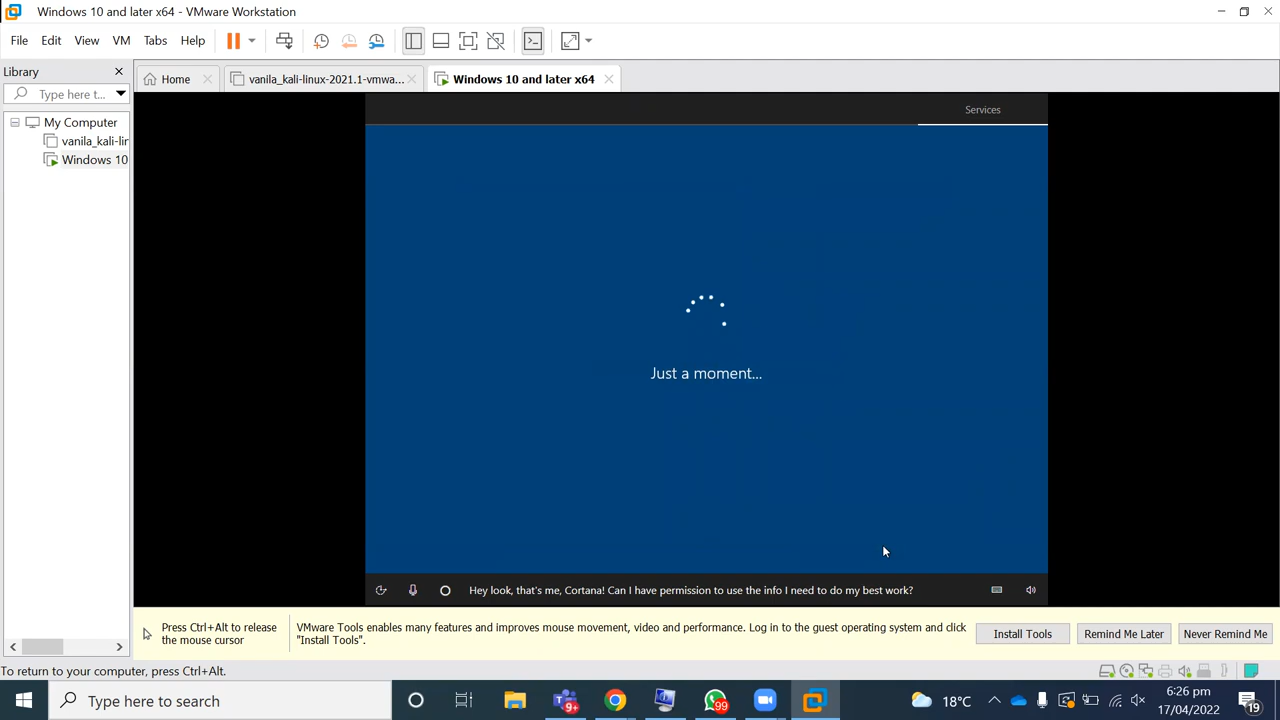 Windows 10 and later x64 - VMware Workstation
File Edit View VM Tabs Help
Library
Type here t...
Home
vanila_kali-linux-2021.1-vmwa...
Windows 10 and later x64
My Computer
vanila_kali-lin
Windows 10
Services
Just a moment...
Hey look, that's me, Cortana! Can I have permission to use the info I need to do my best work?
Press Ctrl+Alt to release
the mouse cursor
VMware Tools enables many features and improves mouse movement, video and performance. Log in to the guest operating system and click
"Install Tools".
Install Tools
Remind Me Later
Never Remind Me
To return to your computer, press Ctrl+Alt.
Type here to search
9+
99
18°C
6:26 pm
17/04/2022
19